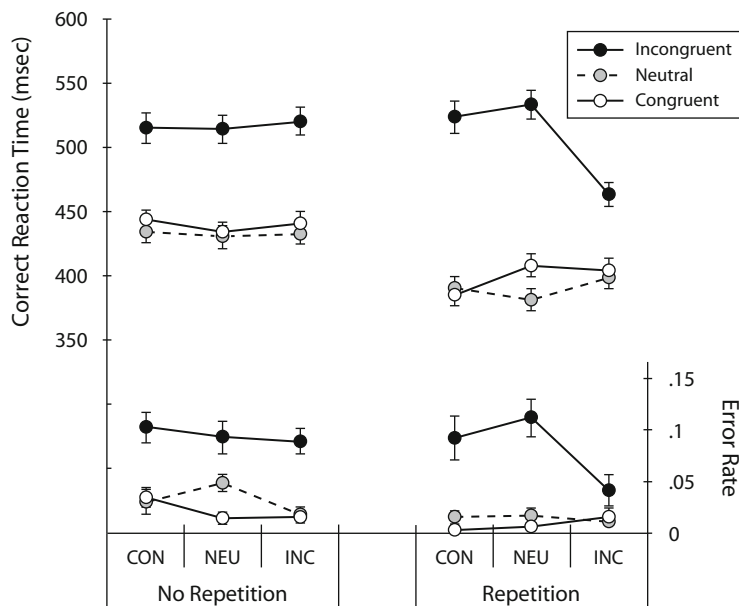 600
550
500
450
400
350
Correct Reaction Time (msec)
Incongruent
Neutral
Congruent
.15
.1
.05
0
Error Rate
CON NEU INC CON NEU INC
No Repetition Repetition